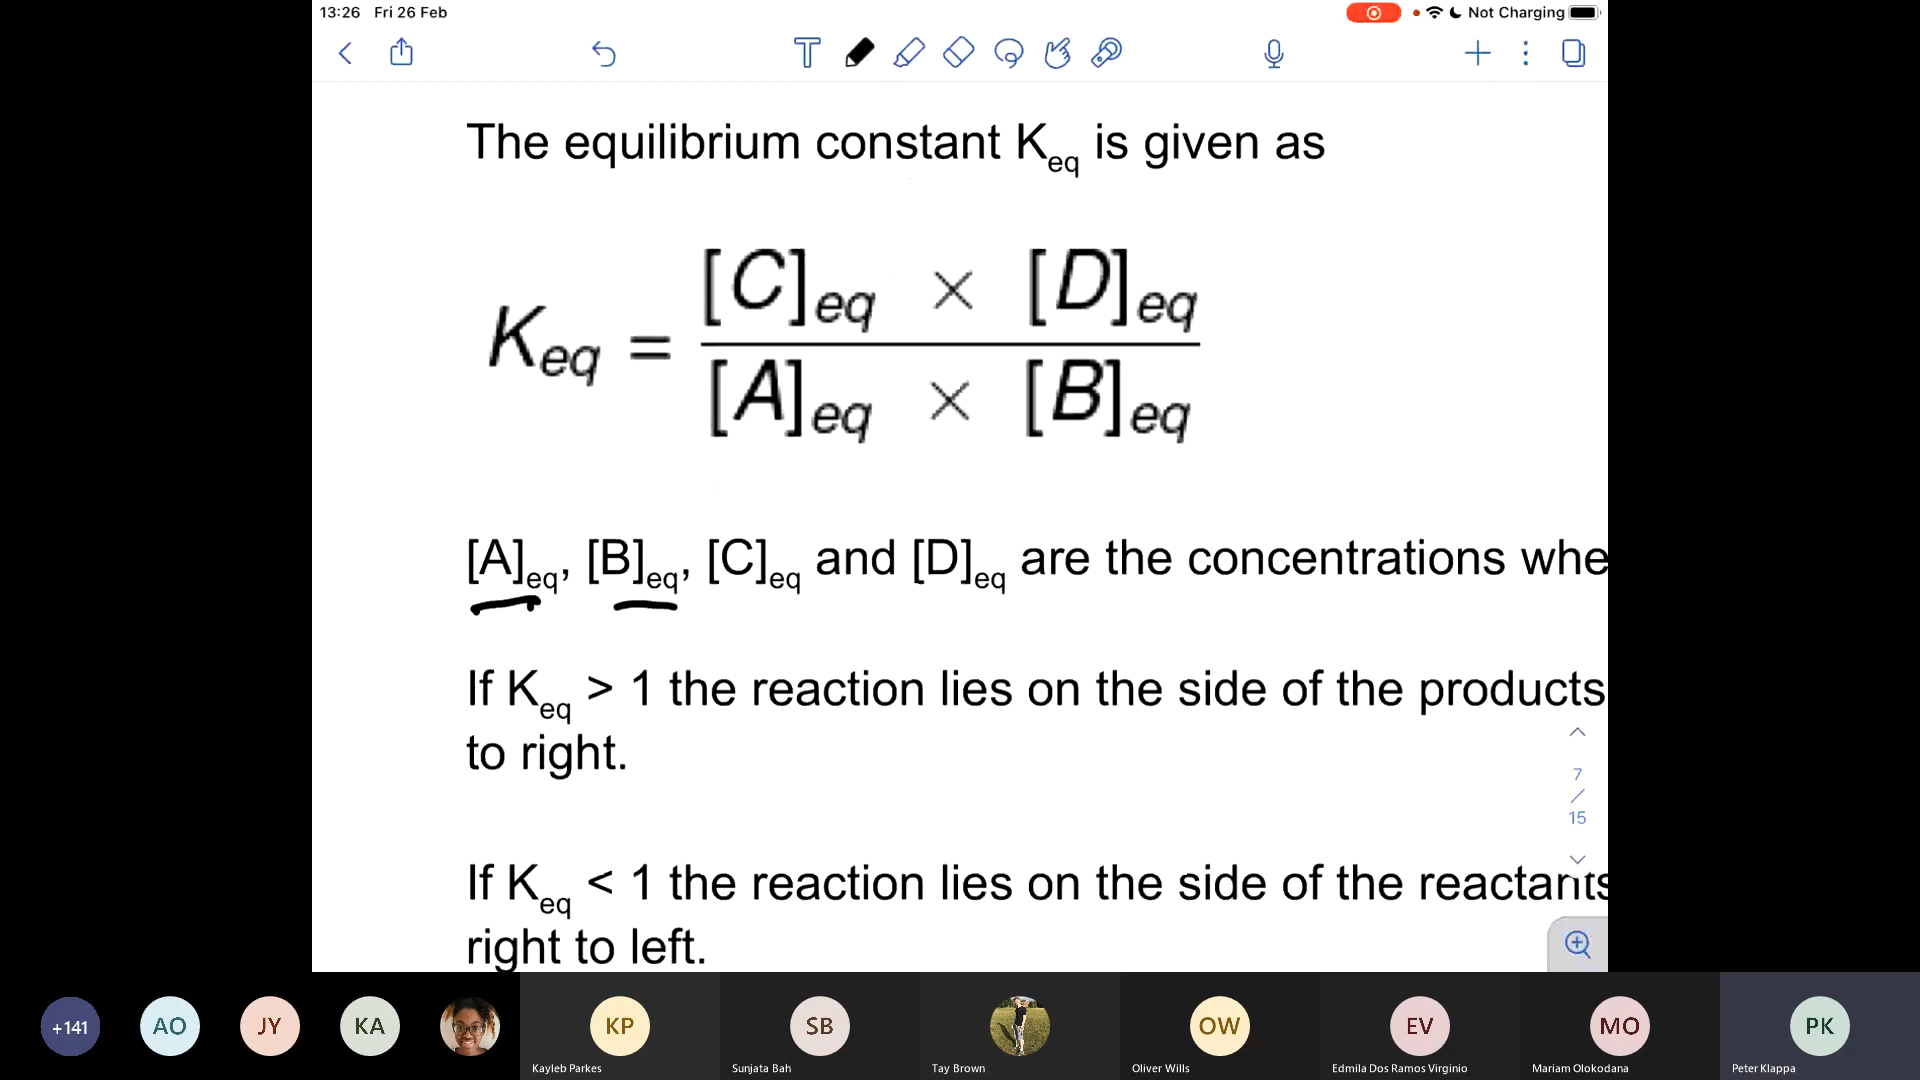 13:26 Fri 26 Feb
Not Charging
The equilibrium constant Keq is given as
Keq = [C]eq × [D]eq
[A]eq × [B]eq
[A]eq, [B]eq, [C]eq and [D]eq are the concentrations whe
If Keq > 1 the reaction lies on the side of the products
to right.
7
/
15
If Keq < 1 the reaction lies on the side of the reactants
right to left.
+141 AO JY KA KP SB OW EV MO PK
Kayleb Parkes Sunjata Bah Tay Brown Oliver Wills Edmila Dos Ramos Virginio Mariam Olokodana Peter Klappa